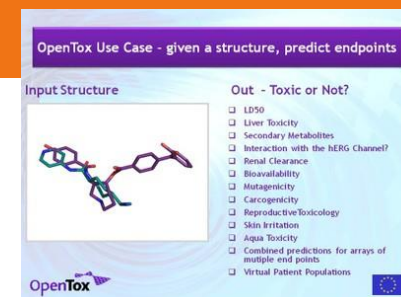 OpenTox Use Case - given a structure, predict endpoints
Input Structure
Out - Toxic or Not?
LD50
Liver Toxicity
Secondary Metabolites
Interaction with the hERG Channel?
Renal Clearance
Bioavailability
Mutagenicity
Carcogenicity
ReproductiveToxicology
Skin Irritation
Aqua Toxicity
Combined predictions for arrays of
mutiple end points
Virtual Patient Populations
OpenTox